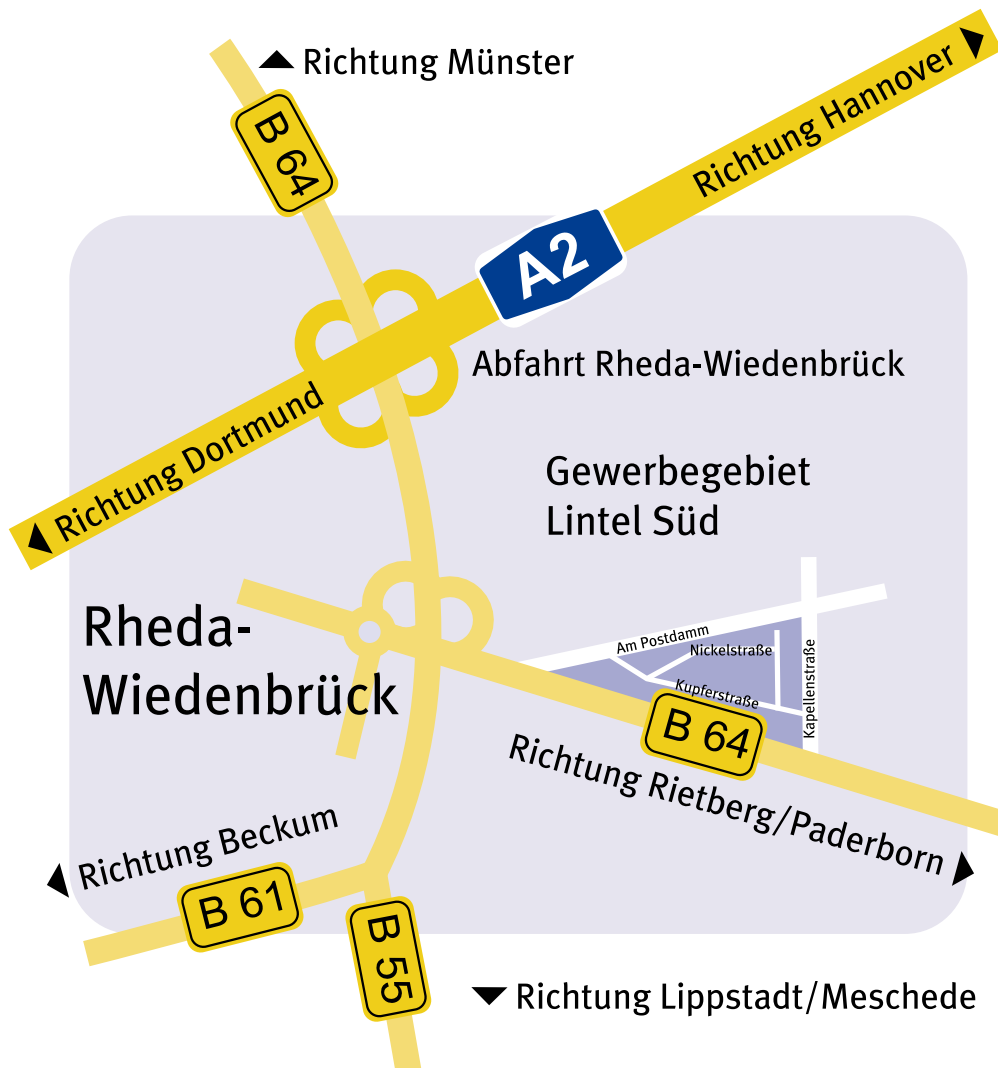 Richtung Münster
B 64
Richtung Hannover
A2
Abfahrt Rheda-Wiedenbrück
Richtung Dortmund
Gewerbegebiet
Lintel Süd
Rheda-
Wiedenbrück
Am Postdamm
Nickelstraße
Kupferstraße
Kapellenstraße
B 64
Richtung Rietberg/Paderborn
Richtung Beckum
B 61
B 55
Richtung Lippstadt/Meschede